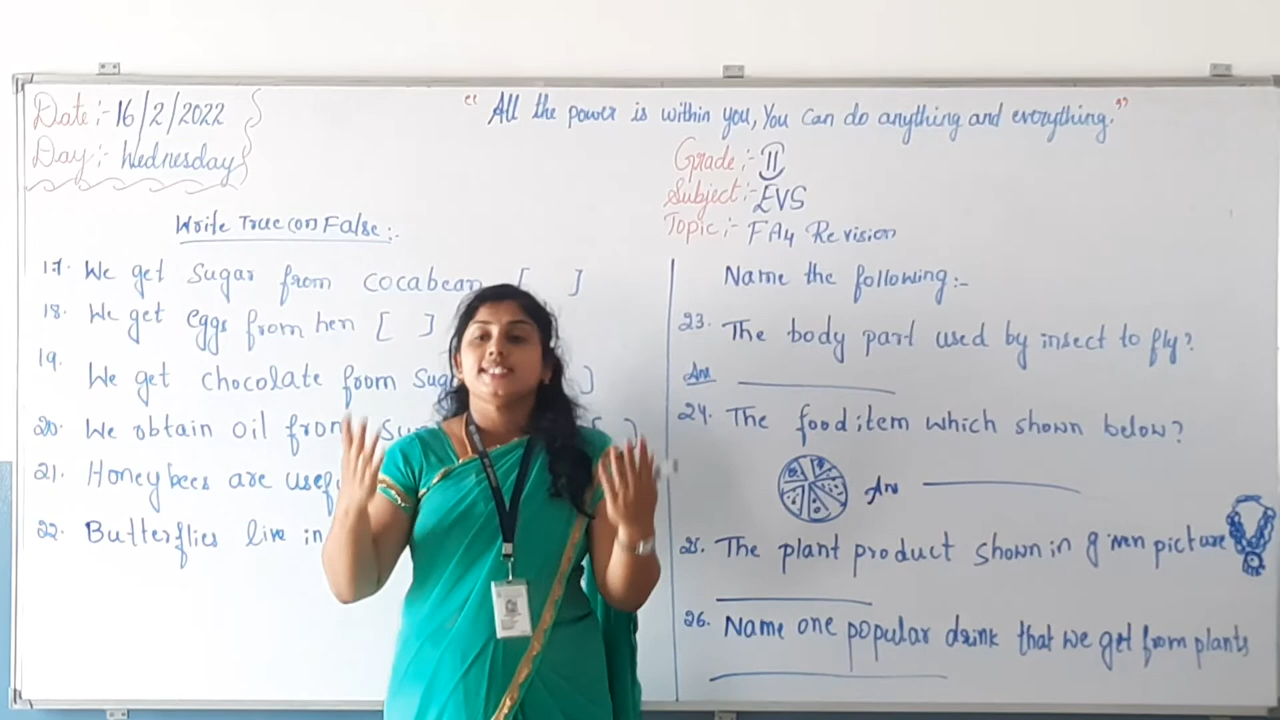 Date:- 16/2/2022
Day:- Wednesday
"All the power is within you, You can do anything and everything."
Grade:- II
Subject:- EVS
Topic:- FA4 Revision
Write True (or) False:-
17. We get sugar from cocabean [ ]
18. We get eggs from hen [ ]
19. We get chocolate from ]
20. We obtain oil from [ ]
21. Honeybees are
22. Butterflies live in
Name the following:-
23. The body part used by insect to fly?
Ans
24. The food item which shown below?
Ans
25. The plant product shown in given picture
26. Name one popular drink that we get from plants